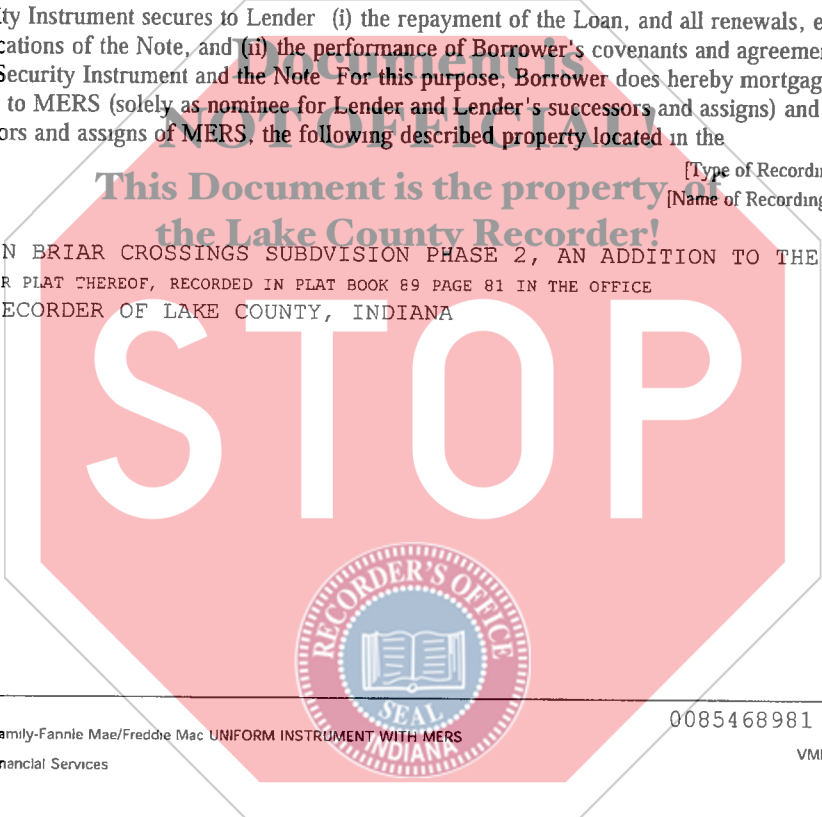 ty Instrument secures to Lender (i) the repayment of the Loan, and all renewals, e
cations of the Note, and (ii) the performance of Borrower's covenants and agreeme
Security Instrument and the Note For this purpose, Borrower does hereby mortgag
to MERS (solely as nominee for Lender and Lender's successors and assigns) and
ors and assigns of MERS, the following described property located in the
[Type of Recordin
[Name of Recording
Document is
NOT OFFICIAL!
This Document is the property of
the Lake County Recorder!
N BRIAR CROSSINGS SUBDVISION PHASE 2, AN ADDITION TO THE
R PLAT THEREOF, RECORDED IN PLAT BOOK 89 PAGE 81 IN THE OFFICE
ECORDER OF LAKE COUNTY, INDIANA
STOP
RECORDER'S OFFICE
SEAL
INDIANA
0085468981
amily-Fannie Mae/Freddie Mac UNIFORM INSTRUMENT WITH MERS
VM
nancial Services